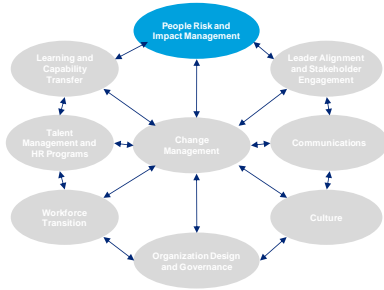 People Risk and
Impact Management
Learning and
Capability
Transfer
Leader Alignment
and Stakeholder
Engagement
Talent
Management and
HR Programs
Change
Management
Communications
Workforce
Transition
Culture
Organization Design
and Governance